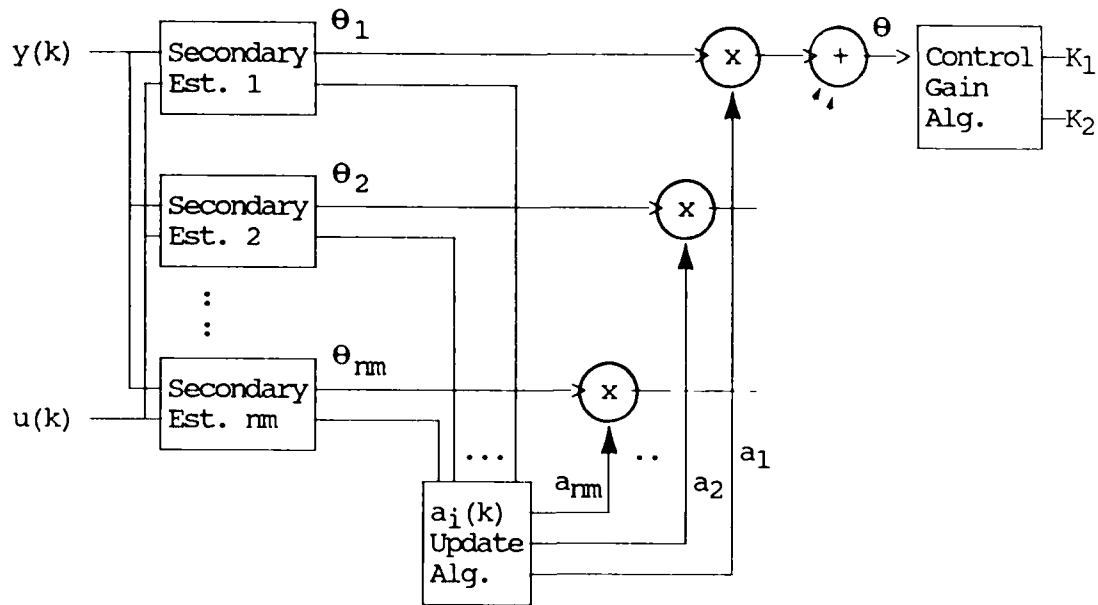 y(k)
Secondary
Est. 1
θ1
x
+
θ
Control
Gain
Alg.
K1
K2
Secondary
Est. 2
θ2
x
:
:
Secondary
Est. nm
θnm
x
u(k)
...
..
anm
a2
a1
ai(k)
Update
Alg.